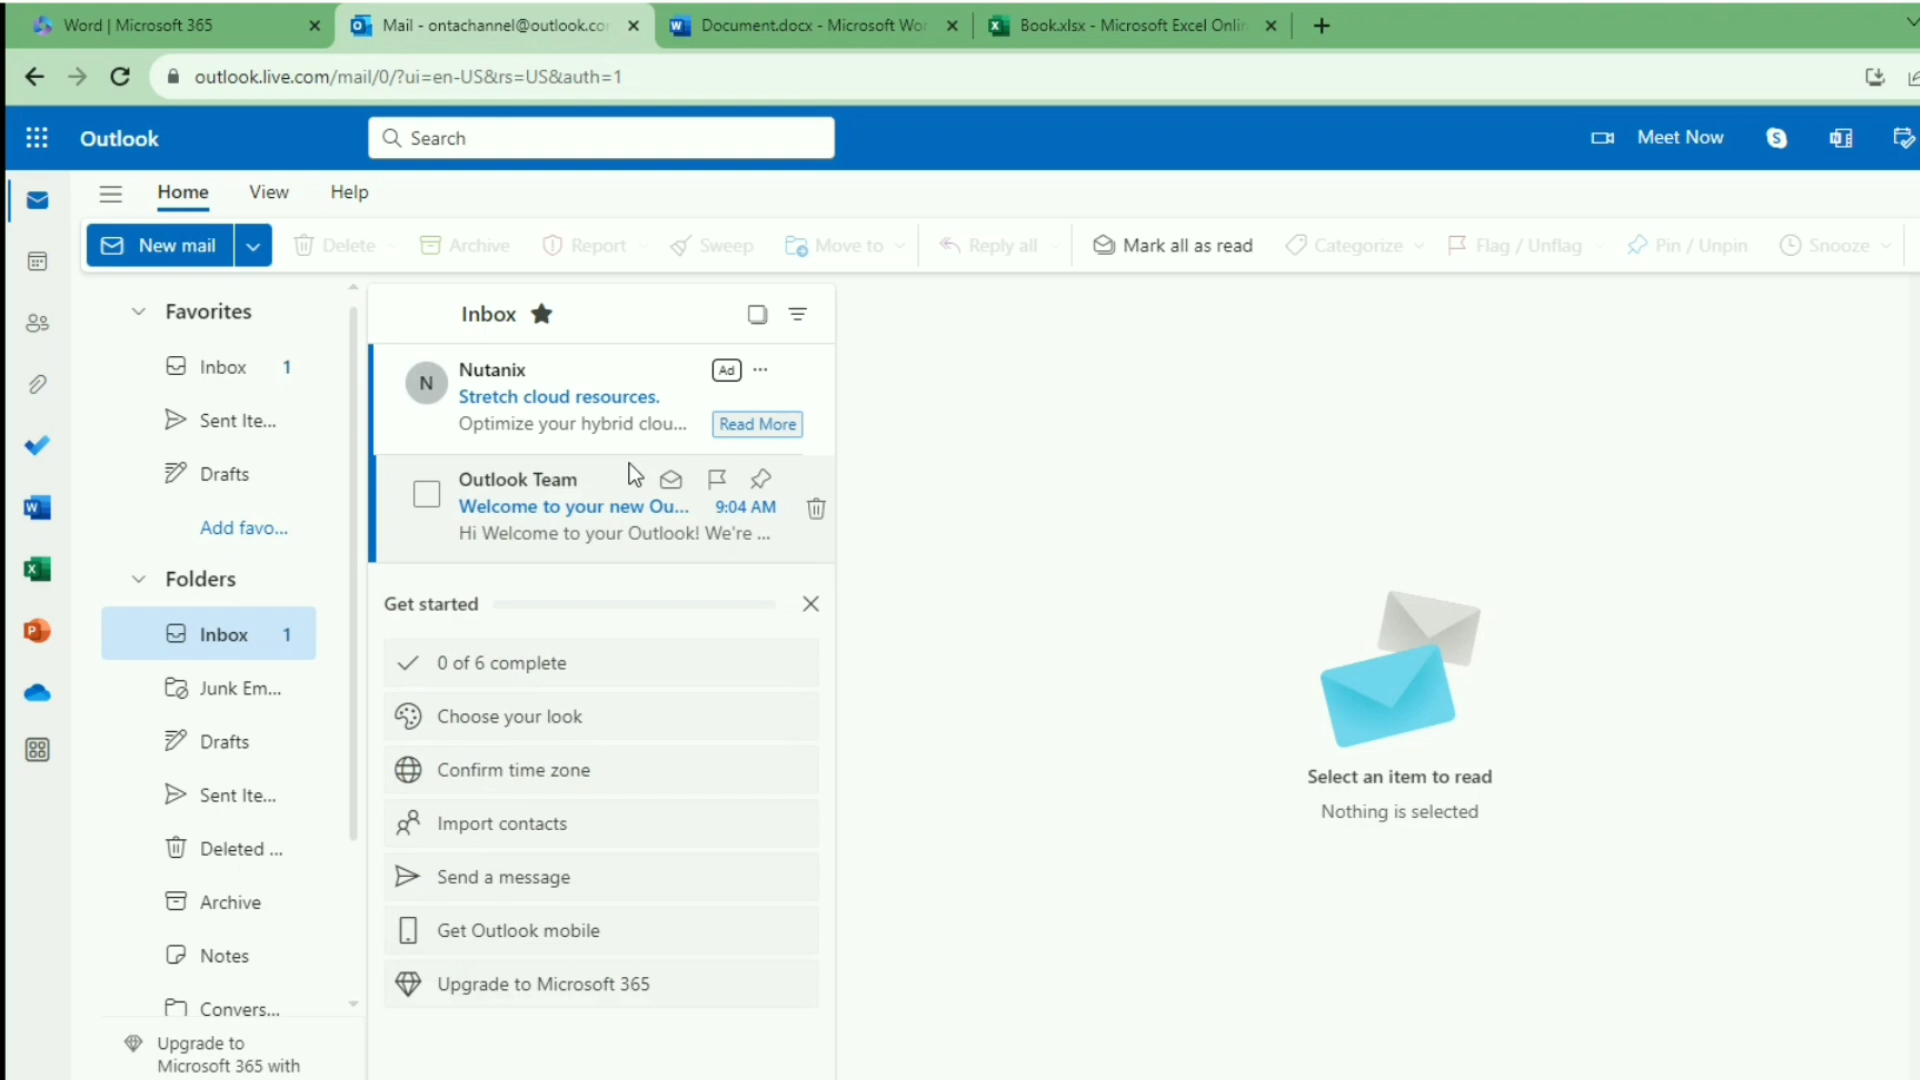 Word | Microsoft 365
Mail - ontachannel@outlook.co
Document.docx - Microsoft Wor
Book.xlsx - Microsoft Excel Onlin
outlook.live.com/mail/0/?ui=en-US&rs=US&auth=1
Outlook
Search
Meet Now
Home
View
Help
New mail
Delete
Archive
Report
Sweep
Move to
Reply all
Mark all as read
Categorize
Flag / Unflag
Pin / Unpin
Snooze
Favorites
Inbox 1
Sent Ite...
Drafts
Add favo...
Folders
Inbox 1
Junk Em...
Drafts
Sent Ite...
Deleted ...
Archive
Notes
Convers...
Upgrade to
Microsoft 365 with
Inbox
N
Nutanix
Ad
Stretch cloud resources.
Optimize your hybrid clou...
Read More
Outlook Team
Welcome to your new Ou...
9:04 AM
Hi Welcome to your Outlook! We're ...
Get started
0 of 6 complete
Choose your look
Confirm time zone
Import contacts
Send a message
Get Outlook mobile
Upgrade to Microsoft 365
Select an item to read
Nothing is selected